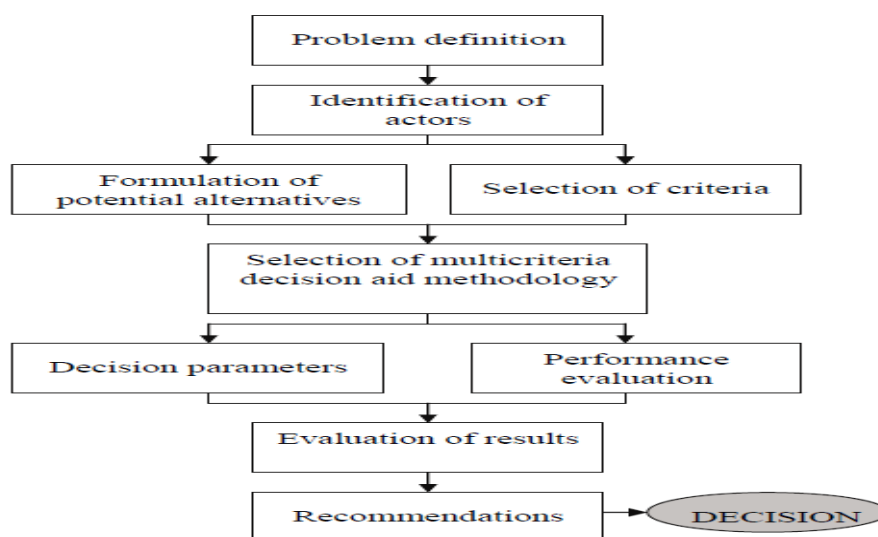 Problem definition
Identification of
actors
Formulation of
potential alternatives
Selection of criteria
Selection of multicriteria
decision aid methodology
Decision parameters
Performance
evaluation
Evaluation of results
Recommendations
DECISION